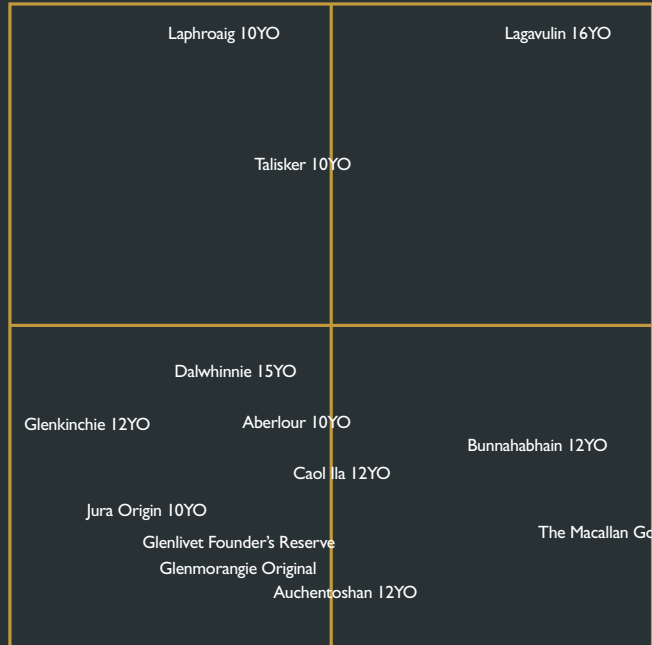 Laphroaig 10YO
Lagavulin 16YO
Talisker 10YO
Dalwhinnie 15YO
Glenkinchie 12YO
Aberlour 10YO
Bunnahabhain 12YO
Caol Ila 12YO
Jura Origin 10YO
The Macallan Go
Glenlivet Founder’s Reserve
Glenmorangie Original
Auchentoshan 12YO